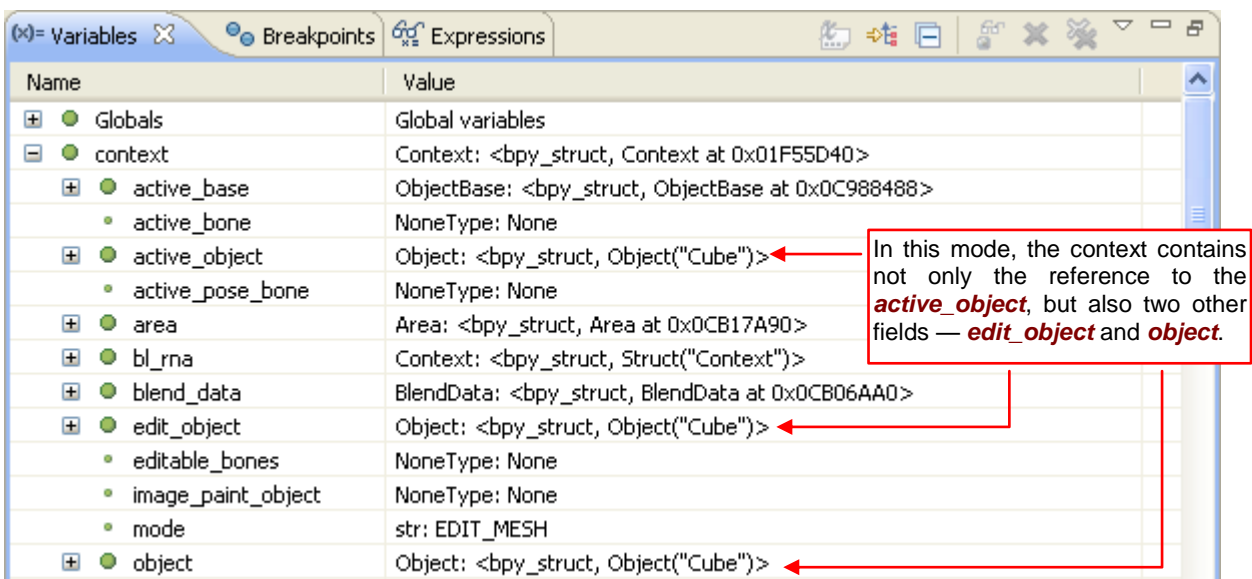 (x)= Variables Breakpoints Expressions
Name Value
Globals Global variables
context Context: <bpy_struct, Context at 0x01F55D40>
active_base ObjectBase: <bpy_struct, ObjectBase at 0x0C988488>
active_bone NoneType: None
active_object Object: <bpy_struct, Object("Cube")>
active_pose_bone NoneType: None
area Area: <bpy_struct, Area at 0x0CB17A90>
bl_rna Context: <bpy_struct, Struct("Context")>
blend_data BlendData: <bpy_struct, BlendData at 0x0CB06AA0>
edit_object Object: <bpy_struct, Object("Cube")>
editable_bones NoneType: None
image_paint_object NoneType: None
mode str: EDIT_MESH
object Object: <bpy_struct, Object("Cube")>
In this mode, the context contains
not only the reference to the
active_object, but also two other
fields — edit_object and object.